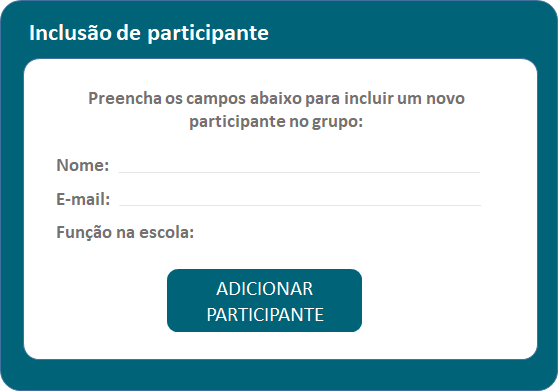 Inclusão de participante
Preencha os campos abaixo para incluir um novo
participante no grupo:
Nome:
E-mail:
Função na escola:
ADICIONAR
PARTICIPANTE